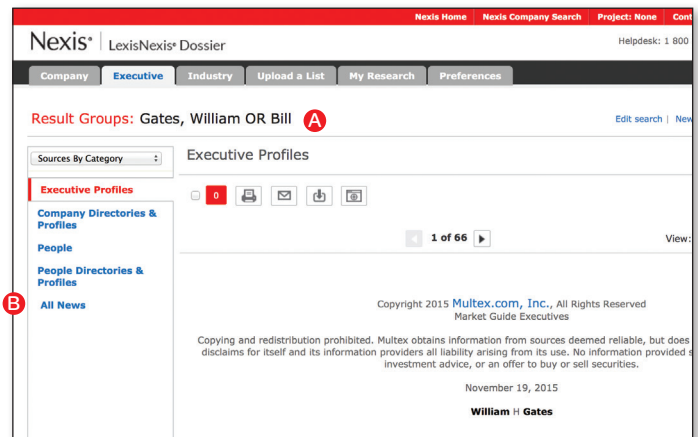 Nexis Home Nexis Company Search Project: None Cont
Nexis® LexisNexis® Dossier
Helpdesk: 1 800
Company Executive Industry Upload a List My Research Preferences
Result Groups: Gates, William OR Bill A
Edit search | New
Sources By Category
Executive Profiles
Executive Profiles
0
Company Directories &
Profiles
1 of 66
View:
People
People Directories &
Profiles
B All News
Copyright 2015 Multex.com, Inc., All Rights Reserved
Market Guide Executives
Copying and redistribution prohibited. Multex obtains information from sources deemed reliable, but does
disclaims for itself and its information providers all liability arising from its use. No information provided s
investment advice, or an offer to buy or sell securities.
November 19, 2015
William H Gates